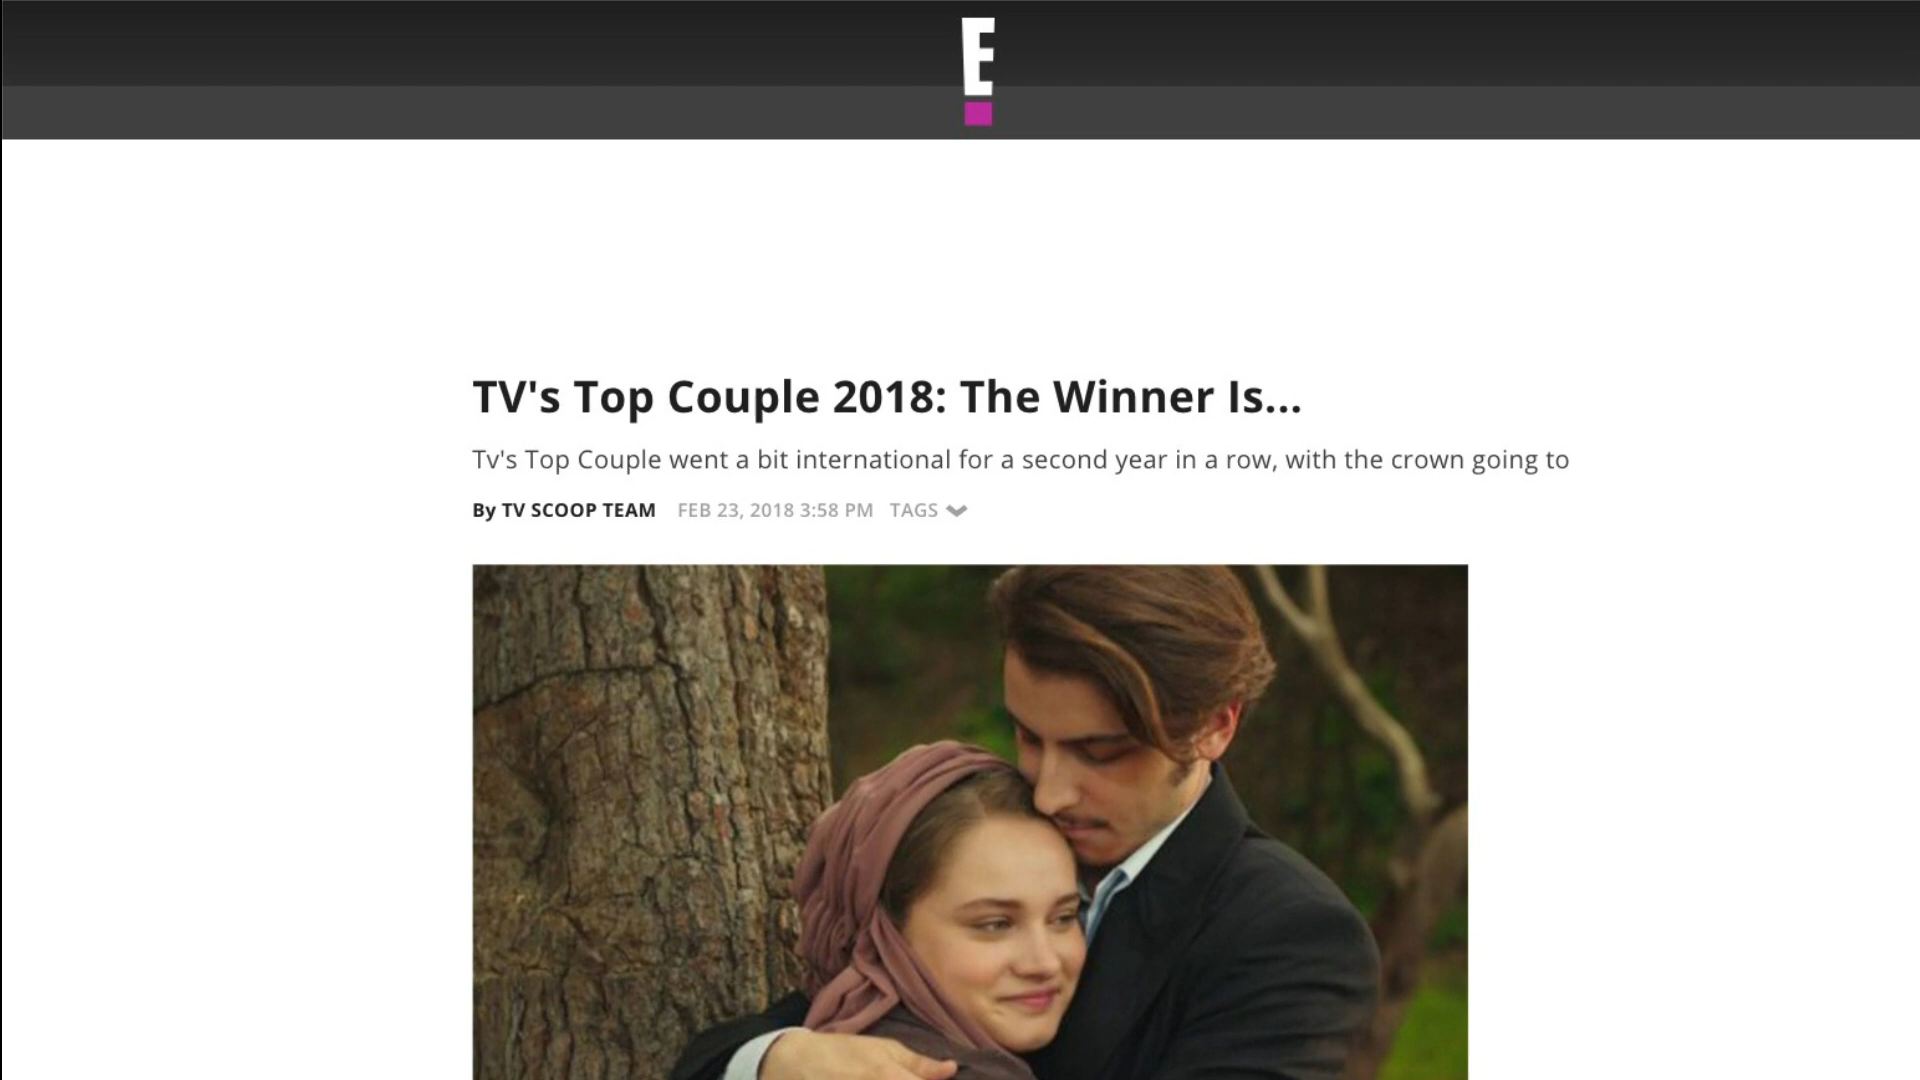 E!
TV's Top Couple 2018: The Winner Is...
Tv's Top Couple went a bit international for a second year in a row, with the crown going to
By TV SCOOP TEAM FEB 23, 2018 3:58 PM TAGS